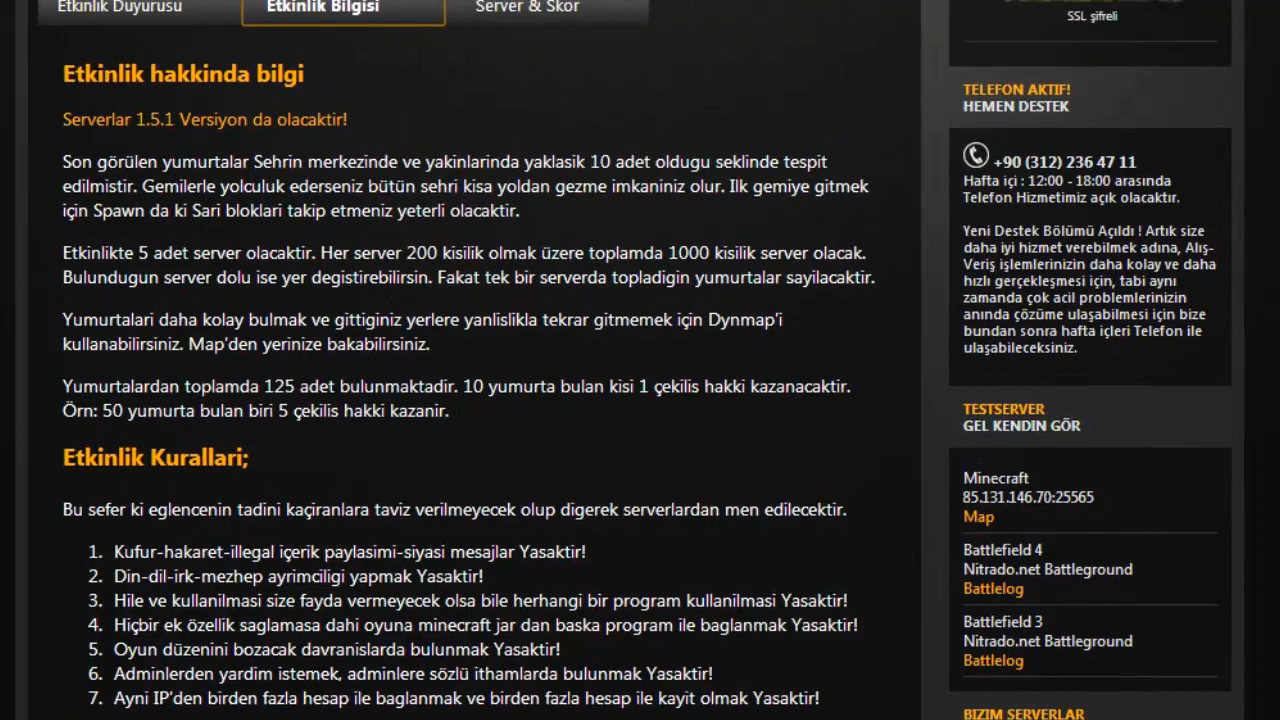 Etkinlik Duyurusu
Etkinlik Bilgisi
Server & Skor
Etkinlik hakkinda bilgi
Serverlar 1.5.1 Versiyon da olacaktir!
Son görülen yumurtalar Sehrin merkezinde ve yakinlarinda yaklasik 10 adet oldugu seklinde tespit
edilmistir. Gemilerle yolculuk ederseniz bütün sehri kisa yoldan gezme imkaniniz olur. Ilk gemiye gitmek
için Spawn da ki Sari bloklari takip etmeniz yeterli olacaktir.
Etkinlikte 5 adet server olacaktir. Her server 200 kisilik olmak üzere toplamda 1000 kisilik server olacak.
Bulundugun server dolu ise yer degistirebilirsin. Fakat tek bir serverda topladigin yumurtalar sayilacaktir.
Yumurtalari daha kolay bulmak ve gittiginiz yerlere yanlislikla tekrar gitmemek için Dynmap'i
kullanabilirsiniz. Map'den yerinize bakabilirsiniz.
Yumurtalardan toplamda 125 adet bulunmaktadir. 10 yumurta bulan kisi 1 çekilis hakki kazanacaktir.
Örn: 50 yumurta bulan biri 5 çekilis hakki kazanir.
Etkinlik Kurallari;
Bu sefer ki eglencenin tadini kaçiranlara taviz verilmeyecek olup digerek serverlardan men edilecektir.
1. Kufur-hakaret-illegal içerik paylasimi-siyasi mesajlar Yasaktir!
2. Din-dil-irk-mezhep ayrimciligi yapmak Yasaktir!
3. Hile ve kullanilmasi size fayda vermeyecek olsa bile herhangi bir program kullanilmasi Yasaktir!
4. Hiçbir ek özellik saglamasa dahi oyuna minecraft jar dan baska program ile baglanmak Yasaktir!
5. Oyun düzenini bozacak davranislarda bulunmak Yasaktir!
6. Adminlerden yardim istemek, adminlere sözlü ithamlarda bulunmak Yasaktir!
7. Ayni IP'den birden fazla hesap ile baglanmak ve birden fazla hesap ile kayit olmak Yasaktir!
SSL şifreli
TELEFON AKTIF!
HEMEN DESTEK
+90 (312) 236 47 11
Hafta içi : 12:00 - 18:00 arasında
Telefon Hizmetimiz açık olacaktır.
Yeni Destek Bölümü Açıldı ! Artık size
daha iyi hizmet verebilmek adına, Alış-
Veriş işlemlerinizin daha kolay ve daha
hızlı gerçekleşmesi için, tabi aynı
zamanda çok acil problemlerinizin
anında çözüme ulaşabilmesi için bize
bundan sonra hafta içleri Telefon ile
ulaşabileceksiniz.
TESTSERVER
GEL KENDIN GÖR
Minecraft
85.131.146.70:25565
Map
Battlefield 4
Nitrado.net Battleground
Battlelog
Battlefield 3
Nitrado.net Battleground
Battlelog
BIZIM SERVERLAR